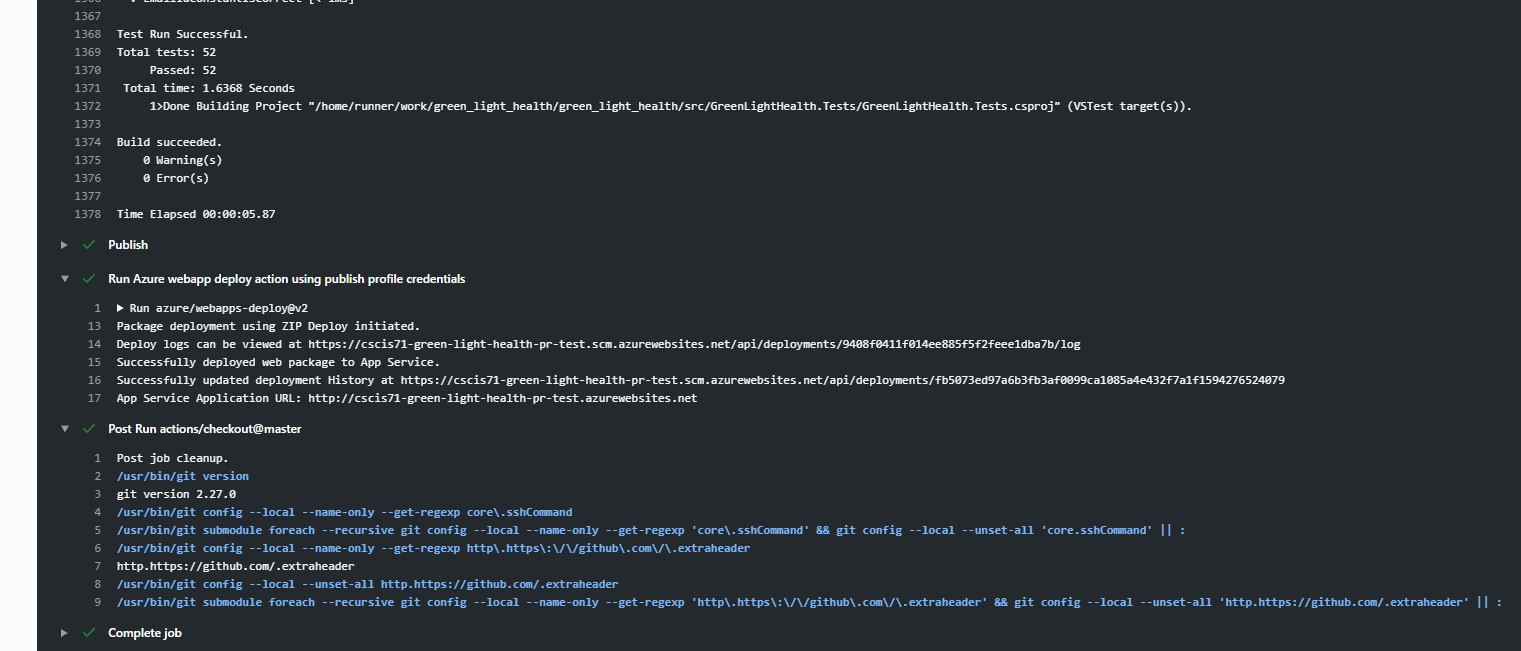 1367
1368 Test Run Successful.
1369 Total tests: 52
1370 Passed: 52
1371 Total time: 1.6368 Seconds
1372 1>Done Building Project "/home/runner/work/green_light_health/green_light_health/src/GreenLightHealth.Tests/GreenLightHealth.Tests.csproj" (VSTest target(s)).
1373
1374 Build succeeded.
1375 0 Warning(s)
1376 0 Error(s)
1377
1378 Time Elapsed 00:00:05.87
Publish
Run Azure webapp deploy action using publish profile credentials
1 Run azure/webapps-deploy@v2
13 Package deployment using ZIP Deploy initiated.
14 Deploy logs can be viewed at https://cscis71-green-light-health-pr-test.scm.azurewebsites.net/api/deployments/9408f0411f014ee885f5f2feee1dba7b/log
15 Successfully deployed web package to App Service.
16 Successfully updated deployment History at https://cscis71-green-light-health-pr-test.scm.azurewebsites.net/api/deployments/fb5073ed97a6b3fb3af0099ca1085a4e432f7a1f1594276524079
17 App Service Application URL: http://cscis71-green-light-health-pr-test.azurewebsites.net
Post Run actions/checkout@master
1 Post job cleanup.
2 /usr/bin/git version
3 git version 2.27.0
4 /usr/bin/git config --local --name-only --get-regexp core\.sshCommand
5 /usr/bin/git submodule foreach --recursive git config --local --name-only --get-regexp 'core\.sshCommand' && git config --local --unset-all 'core.sshCommand' || :
6 /usr/bin/git config --local --name-only --get-regexp http\.https\:\/\/github\.com\/\.extraheader
7 http.https://github.com/.extraheader
8 /usr/bin/git config --local --unset-all http.https://github.com/.extraheader
9 /usr/bin/git submodule foreach --recursive git config --local --name-only --get-regexp 'http\.https\:\/\/github\.com\/\.extraheader' && git config --local --unset-all 'http.https://github.com/.extraheader' || :
Complete job